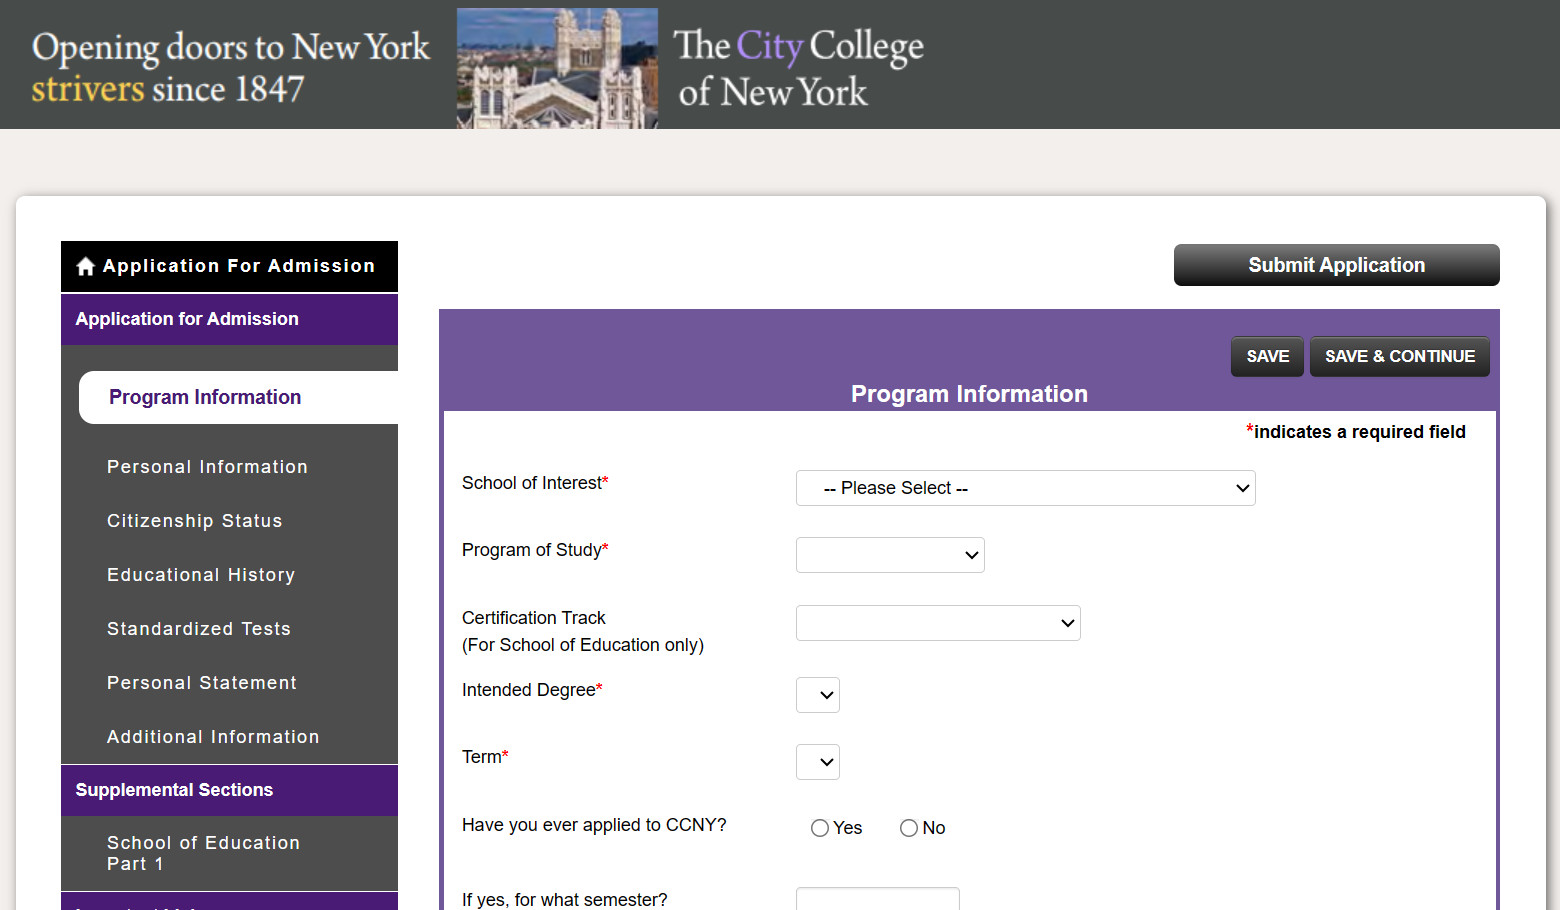 Opening doors to New York
strivers since 1847
The City College
of New York
Application For Admission
Application for Admission
Program Information
Personal Information
Citizenship Status
Educational History
Standardized Tests
Personal Statement
Additional Information
Supplemental Sections
School of Education
Part 1
Submit Application
SAVE SAVE & CONTINUE
Program Information
*indicates a required field
School of Interest* -- Please Select --
Program of Study*
Certification Track
(For School of Education only)
Intended Degree*
Term*
Have you ever applied to CCNY? Yes No
If yes, for what semester?